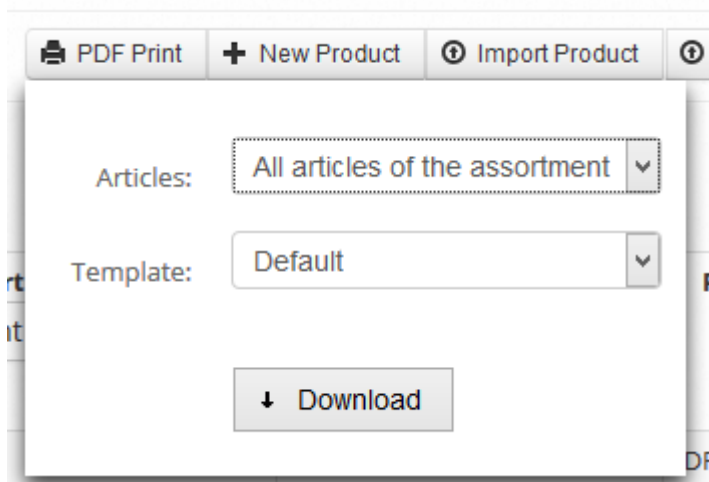 PDF Print New Product Import Product
Articles: All articles of the assortment
Template: Default
Download